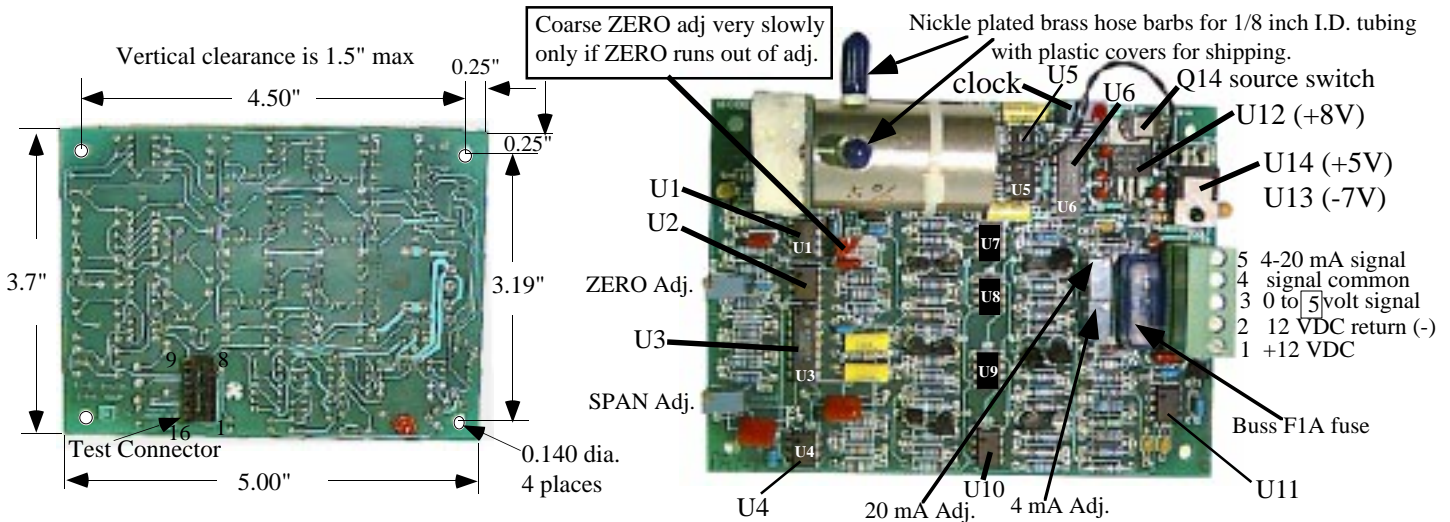 Vertical clearance is 1.5" max
0.25"
4.50"
0.25"
3.7"
3.19"
9 8
16 1
Test Connector
0.140 dia.
4 places
5.00"
Coarse ZERO adj very slowly
only if ZERO runs out of adj.
Nickle plated brass hose barbs for 1/8 inch I.D. tubing
with plastic covers for shipping.
clock
U5
U6
Q14 source switch
U12 (+8V)
U14 (+5V)
U13 (-7V)
U1
U2
ZERO Adj.
U3
SPAN Adj.
U4
U5
U6
U1
U7
U8
U3
U9
U4
U10
20 mA Adj.
4 mA Adj.
5 4-20 mA signal
4 signal common
3 0 to 5 volt signal
2 12 VDC return (-)
1 +12 VDC
Buss F1A fuse
U11